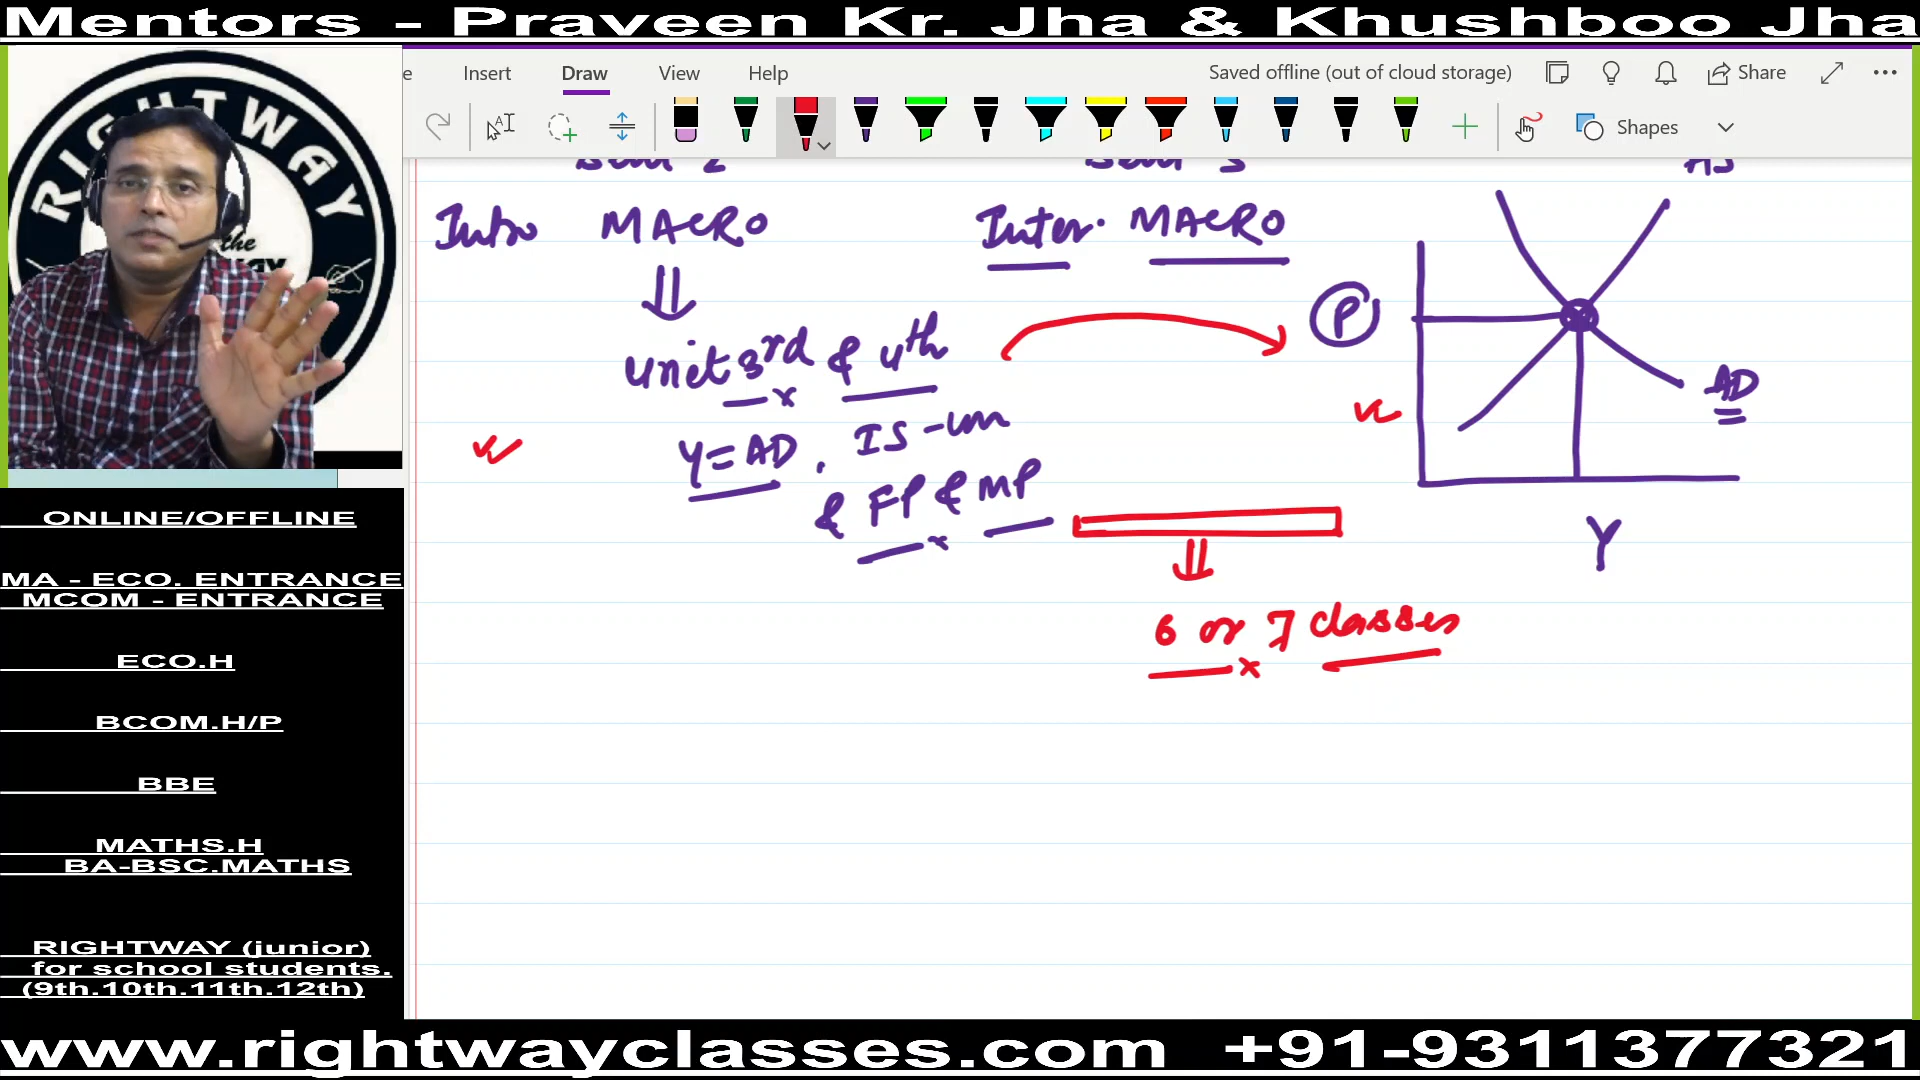 Mentors - Praveen Kr. Jha & Khushboo Jha
Insert Draw View Help Saved offline (out of cloud storage) Share
Shapes
RIGHTWAY
the
AS
Intro MACRO
Inter. MACRO
P
Unit 3rd & 4th
AD
Y=AD, IS-LM
& FP & MP
Y
6 or 7 classes
ONLINE/OFFLINE
MA - ECO. ENTRANCE
MCOM - ENTRANCE
ECO.H
BCOM.H/P
BBE
MATHS.H
BA-BSC.MATHS
RIGHTWAY (junior)
for school students.
(9th.10th.11th.12th)
www.rightwayclasses.com +91-9311377321